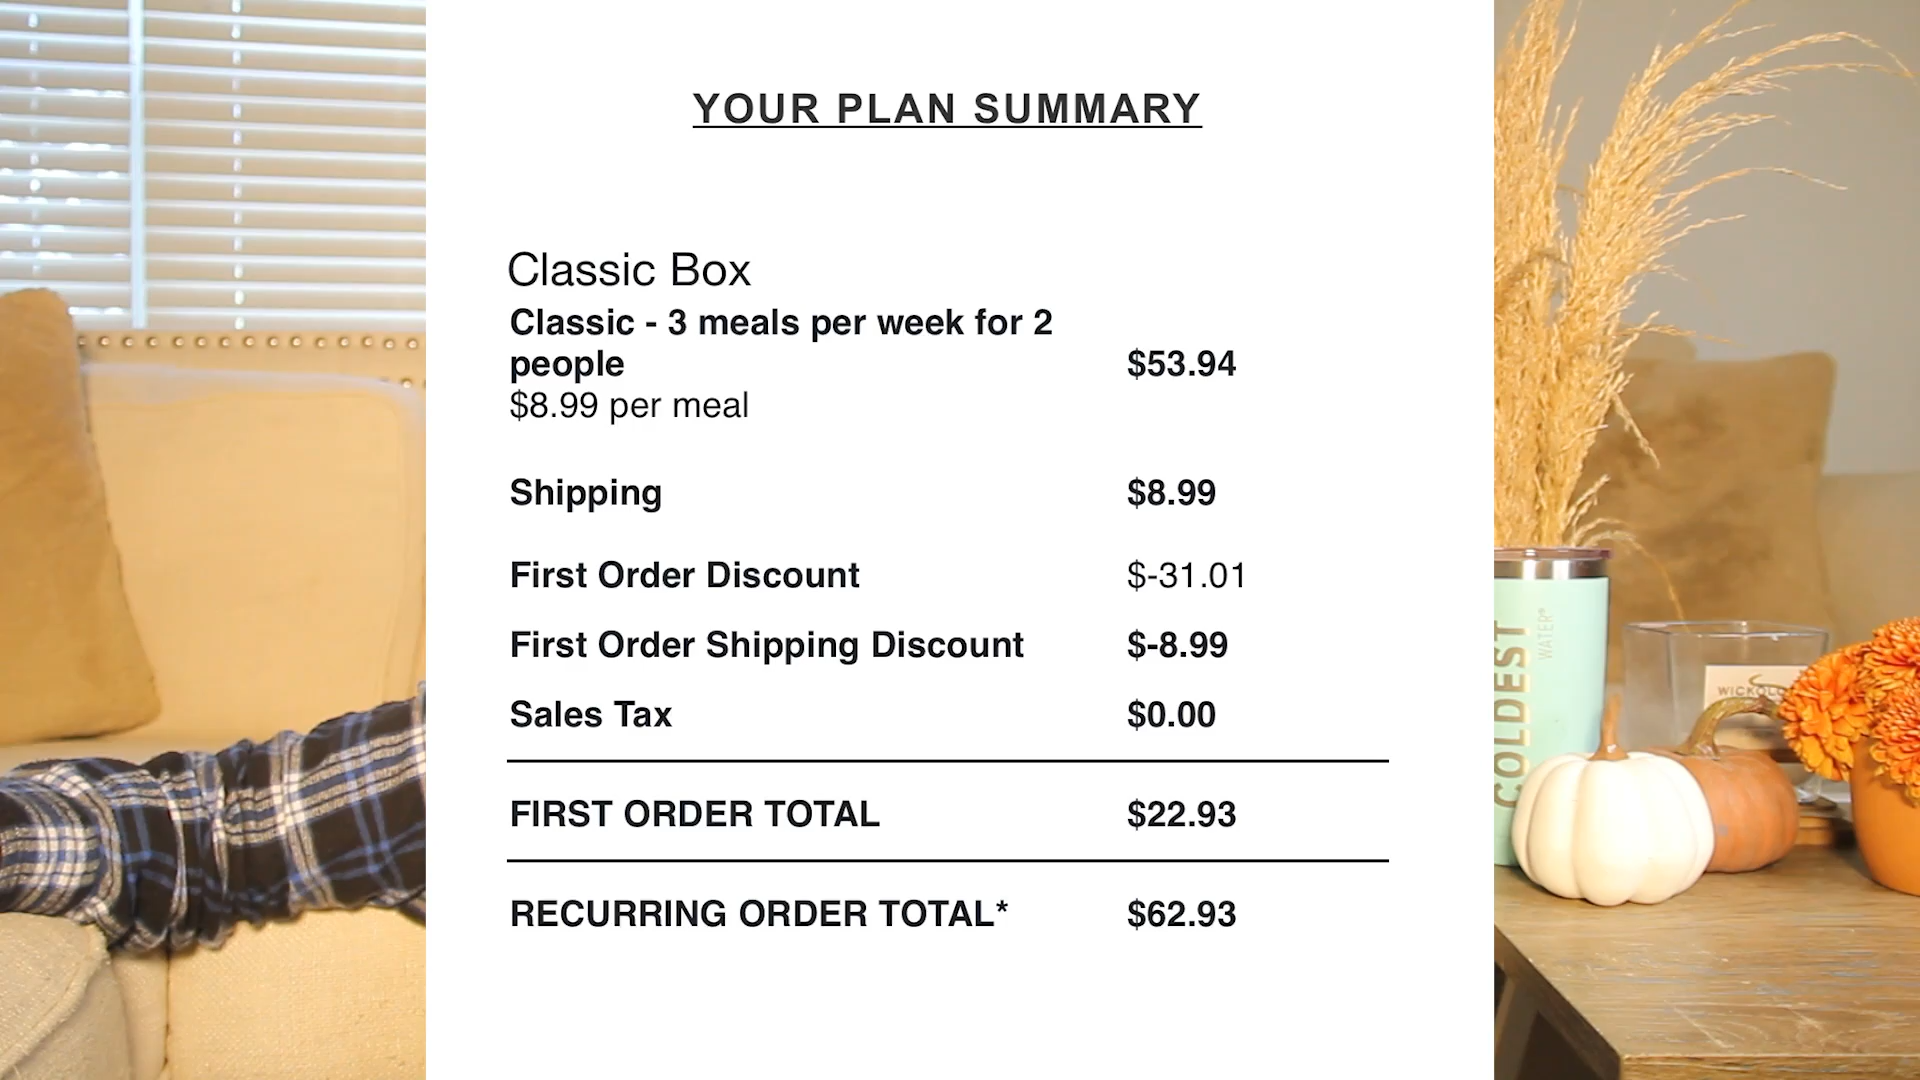 YOUR PLAN SUMMARY
Classic Box
Classic - 3 meals per week for 2
people
$53.94
$8.99 per meal
Shipping
$8.99
First Order Discount
$-31.01
First Order Shipping Discount
$-8.99
Sales Tax
$0.00
FIRST ORDER TOTAL
$22.93
RECURRING ORDER TOTAL*
$62.93
COLDEST
WATER®